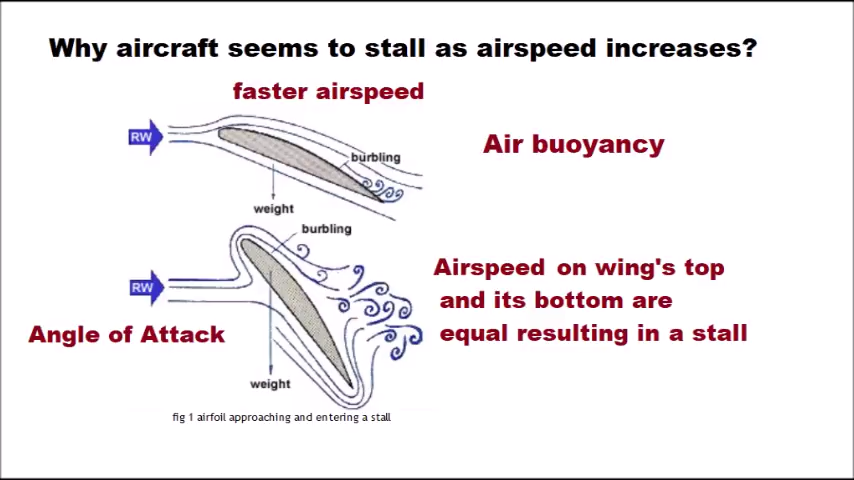 Why aircraft seems to stall as airspeed increases?
faster airspeed
RW
Air buoyancy
burbling
weight
burbling
Airspeed on wing's top
and its bottom are
equal resulting in a stall
RW
Angle of Attack
weight
fig 1 airfoil approaching and entering a stall